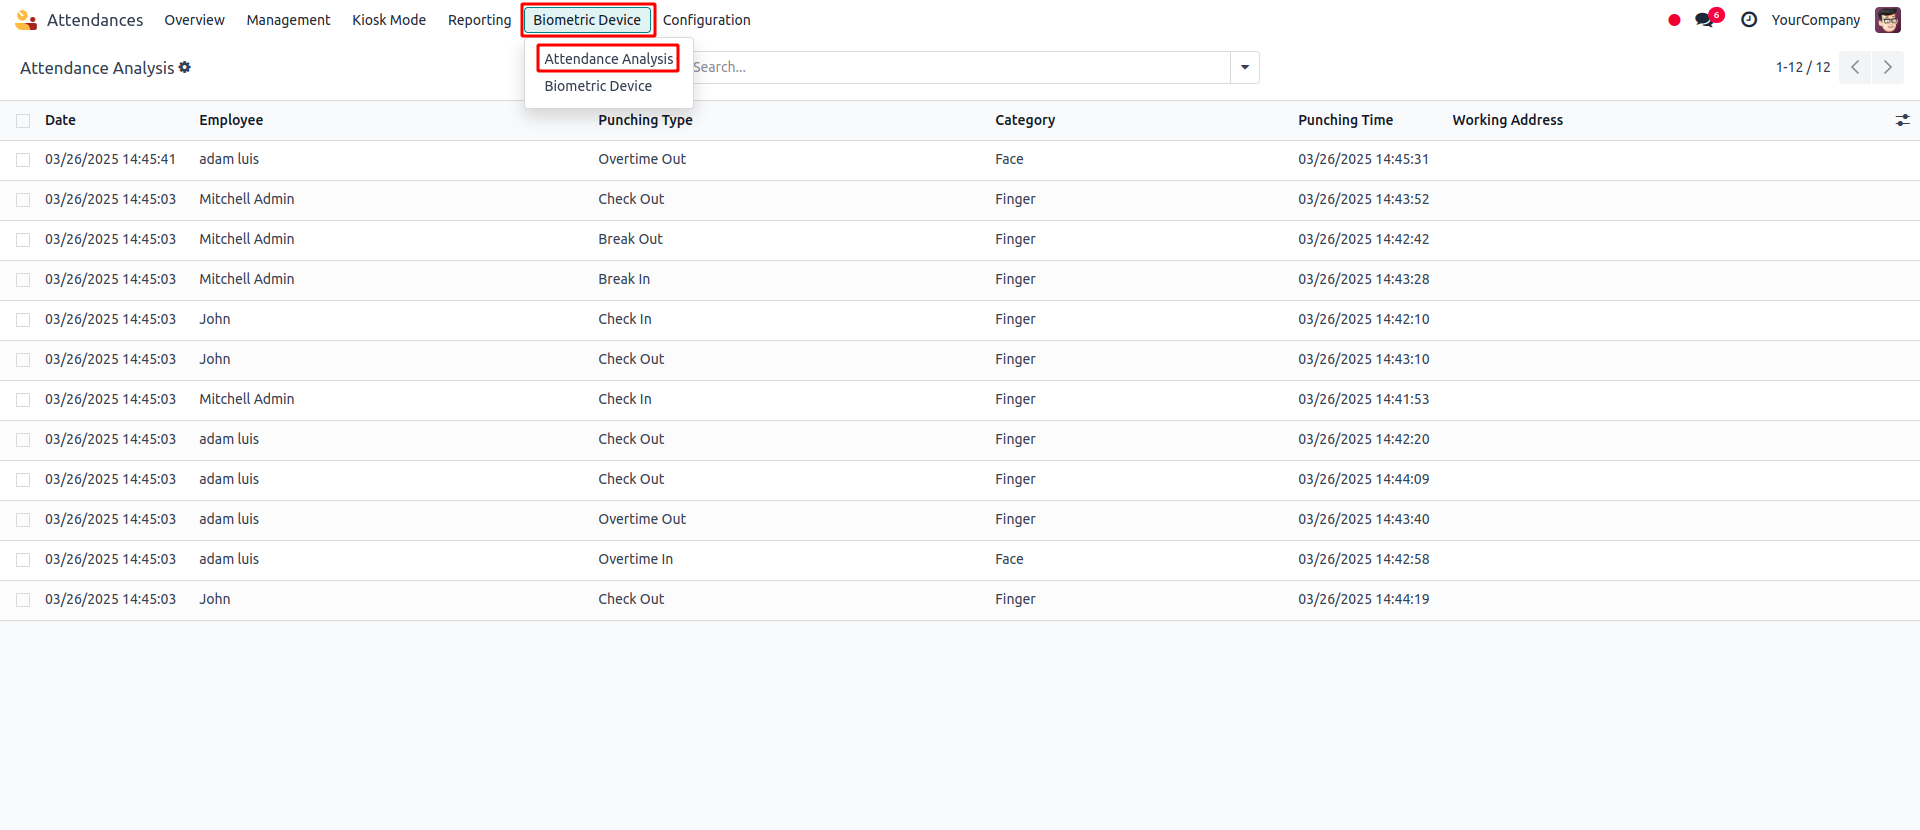 Attendances Overview Management Kiosk Mode Reporting Biometric Device Configuration 6 YourCompany
Attendance Analysis
Biometric Device
Attendance Analysis Search... 1-12 / 12
Date Employee Punching Type Category Punching Time Working Address
03/26/2025 14:45:41 adam luis Overtime Out Face 03/26/2025 14:45:31
03/26/2025 14:45:03 Mitchell Admin Check Out Finger 03/26/2025 14:43:52
03/26/2025 14:45:03 Mitchell Admin Break Out Finger 03/26/2025 14:42:42
03/26/2025 14:45:03 Mitchell Admin Break In Finger 03/26/2025 14:43:28
03/26/2025 14:45:03 John Check In Finger 03/26/2025 14:42:10
03/26/2025 14:45:03 John Check Out Finger 03/26/2025 14:43:10
03/26/2025 14:45:03 Mitchell Admin Check In Finger 03/26/2025 14:41:53
03/26/2025 14:45:03 adam luis Check Out Finger 03/26/2025 14:42:20
03/26/2025 14:45:03 adam luis Check Out Finger 03/26/2025 14:44:09
03/26/2025 14:45:03 adam luis Overtime Out Finger 03/26/2025 14:43:40
03/26/2025 14:45:03 adam luis Overtime In Face 03/26/2025 14:42:58
03/26/2025 14:45:03 John Check Out Finger 03/26/2025 14:44:19